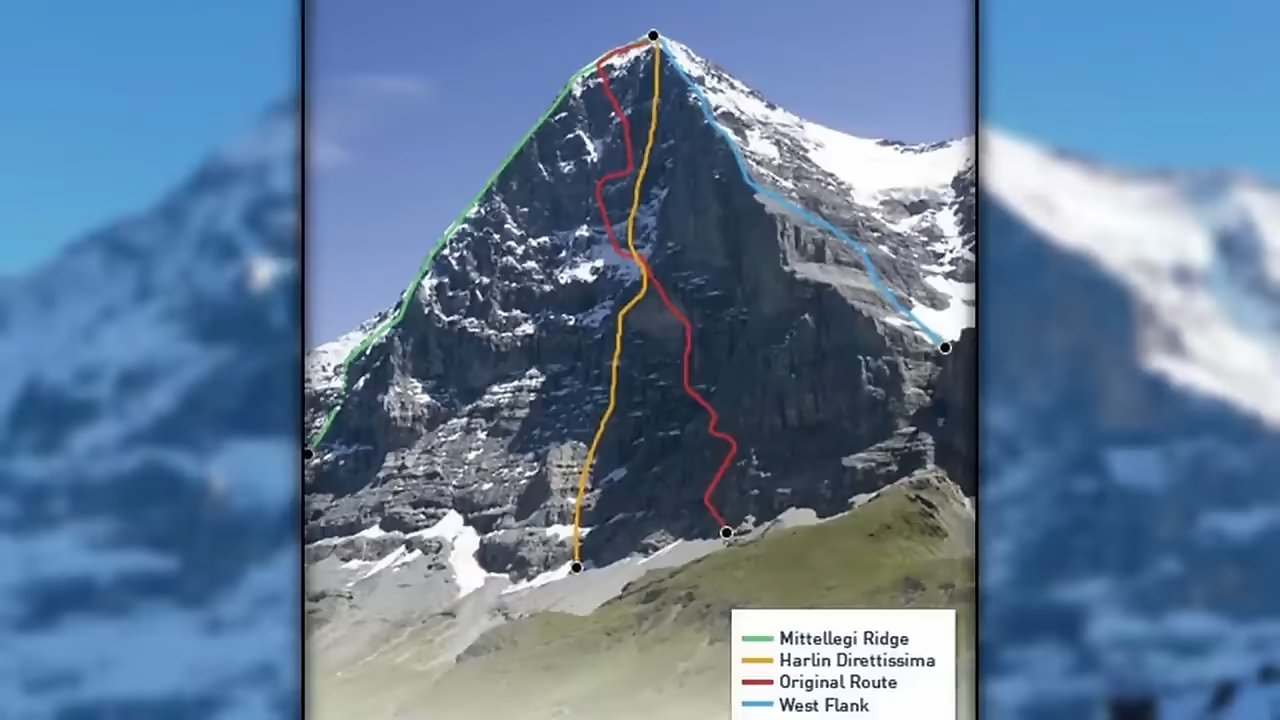 Mittellegi Ridge
Harlin Direttissima
Original Route
West Flank